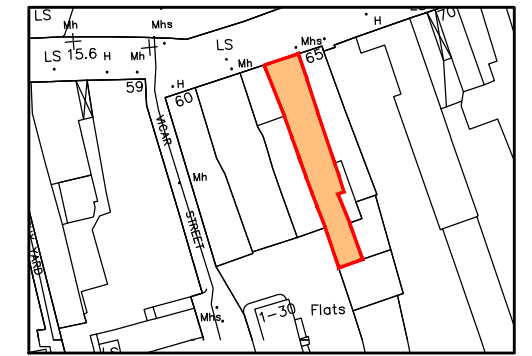 LS
Mh
Mhs
LS
70
H
LS
15.6
H
Mh
Mh
Mhs
65
59
H
60
VICAR
STREET
Mh
YARD
Mhs
1-30
Flats
LS